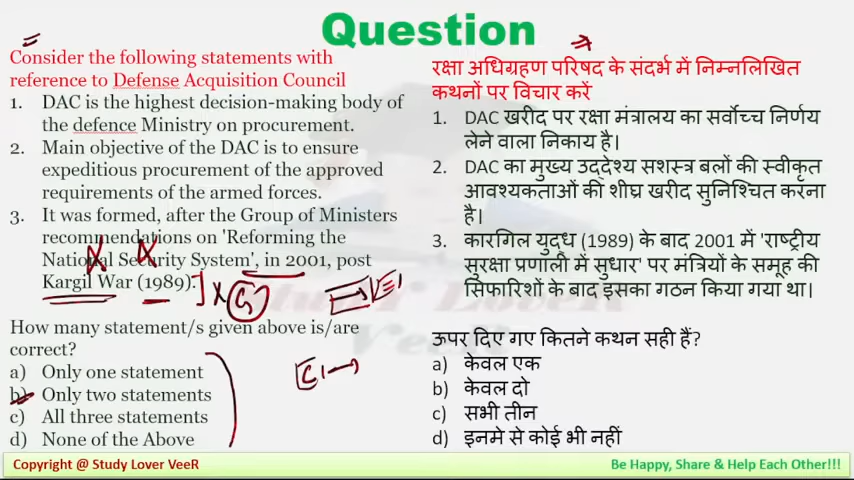 Question
Consider the following statements with
reference to Defense Acquisition Council
1. DAC is the highest decision-making body of
the defence Ministry on procurement.
2. Main objective of the DAC is to ensure
expeditious procurement of the approved
requirements of the armed forces.
3. It was formed, after the Group of Ministers
recommendations on 'Reforming the
National Security System', in 2001, post
Kargil War (1989).
How many statement/s given above is/are
correct?
a) Only one statement
b) Only two statements
c) All three statements
d) None of the Above
रक्षा अधिग्रहण परिषद के संदर्भ में निम्नलिखित
कथनों पर विचार करें
1. DAC खरीद पर रक्षा मंत्रालय का सर्वोच्च निर्णय
लेने वाला निकाय है।
2. DAC का मुख्य उद्देश्य सशस्त्र बलों की स्वीकृत
आवश्यकताओं की शीघ्र खरीद सुनिश्चित करना
है।
3. कारगिल युद्ध (1989) के बाद 2001 में 'राष्ट्रीय
सुरक्षा प्रणाली में सुधार' पर मंत्रियों के समूह की
सिफारिशों के बाद इसका गठन किया गया था।
ऊपर दिए गए कितने कथन सही हैं?
a) केवल एक
b) केवल दो
c) सभी तीन
d) इनमे से कोई भी नहीं
Study Lover
VeeR
Copyright @ Study Lover VeeR
Be Happy, Share & Help Each Other!!!